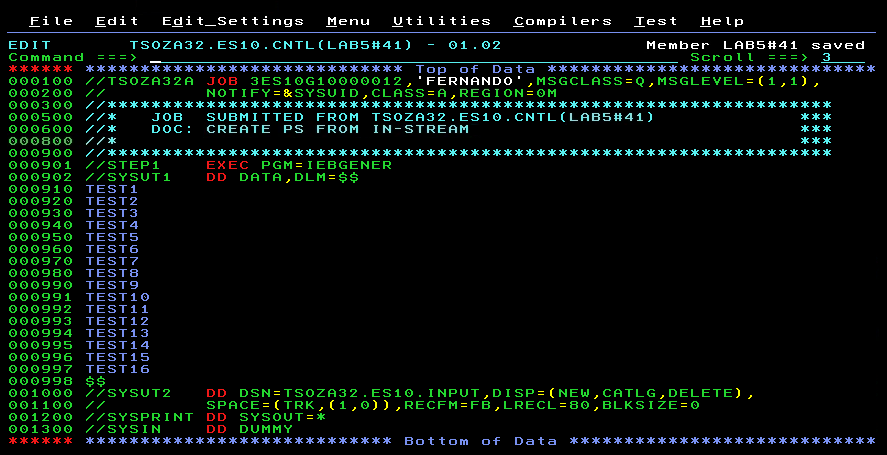 File  Edit  Edit_Settings  Menu  Utilities  Compilers  Test  Help
EDIT       TSOZA32.ES10.CNTL(LAB5#41) - 01.02             Member LAB5#41 saved
Command ===> _                                                  Scroll ===> 3
****** ***************************** Top of Data ******************************
000100 //TSOZA32A JOB 3ES10G10000012,'FERNANDO',MSGCLASS=Q,MSGLEVEL=(1,1),
000200 //         NOTIFY=&SYSUID,CLASS=A,REGION=0M
000300 //******************************************************************
000500 //*   JOB  SUBMITTED FROM TSOZA32.ES10.CNTL(LAB5#41)             ***
000600 //*   DOC: CREATE PS FROM IN-STREAM                              ***
000800 //*                                                              ***
000900 //******************************************************************
000901 //STEP1    EXEC PGM=IEBGENER
000902 //SYSUT1   DD DATA,DLM=$$
000910 TEST1
000920 TEST2
000930 TEST3
000940 TEST4
000950 TEST5
000960 TEST6
000970 TEST7
000980 TEST8
000990 TEST9
000991 TEST10
000992 TEST11
000993 TEST12
000994 TEST13
000995 TEST14
000996 TEST15
000997 TEST16
000998 $$
001000 //SYSUT2   DD DSN=TSOZA32.ES10.INPUT,DISP=(NEW,CATLG,DELETE),
001100 //         SPACE=(TRK,(1,0)),RECFM=FB,LRECL=80,BLKSIZE=0
001200 //SYSPRINT DD SYSOUT=*
001300 //SYSIN    DD DUMMY
****** **************************** Bottom of Data ****************************